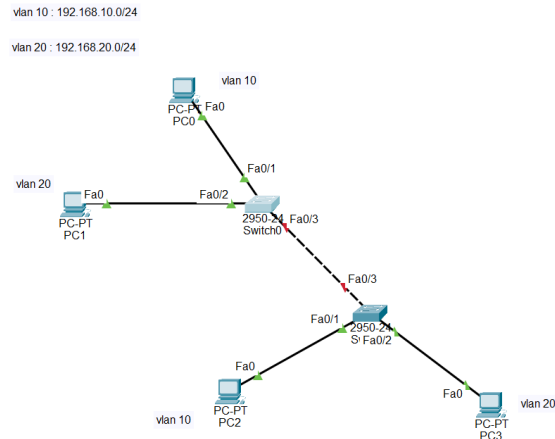 vlan 10 : 192.168.10.0/24
vlan 20 : 192.168.20.0/24
vlan 10
Fa0
PC-PT
PC0
Fa0/1
vlan 20
Fa0
Fa0/2
PC-PT
PC1
2950-24
Switch0
Fa0/3
Fa0/3
Fa0/1
2950-24
Fa0/2
Fa0
PC-PT
PC2
vlan 10
Fa0
PC-PT
PC3
vlan 20